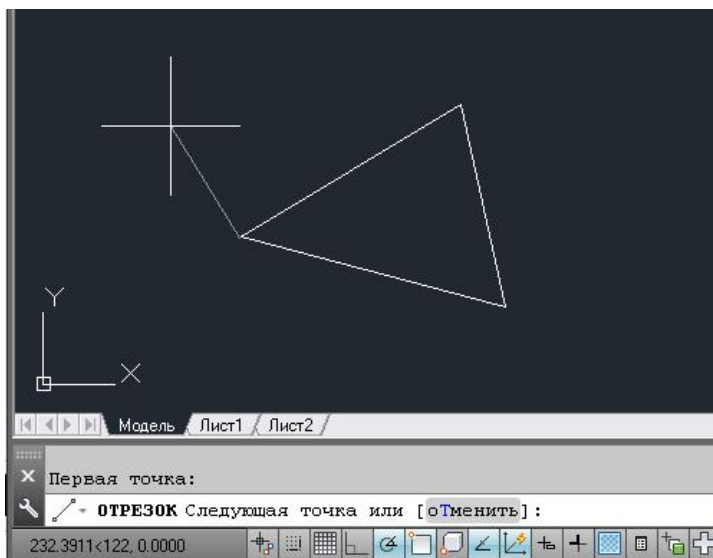 Y
X
Модель Лист1 Лист2
Первая точка:
ОТРЕЗОК Следующая точка или [оТменить]:
232.3911<122, 0.0000